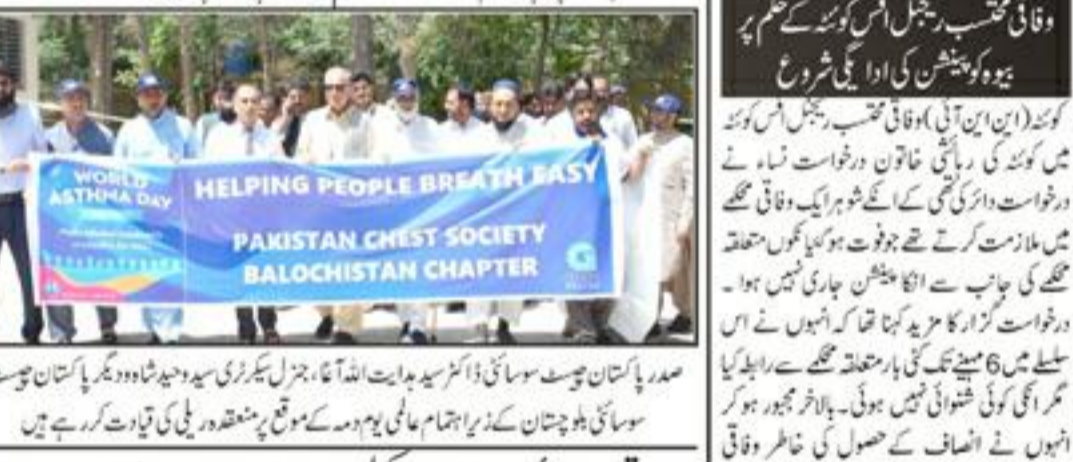 وفاقی محتسب ریجنل آفس کوئٹہ کے حکم پر
بیوہ کو پینشن کی ادائیگی شروع
کوئٹہ (این این آئی) وفاقی محتسب ریجنل افس کوئٹہ
میں کوئٹہ کی رہائشی خاتون درخواست نساء نے
درخواست دائر کی تھی کے انکے شوہر ایک وفاقی محکمے
میں ملازمت کرتے تھے جو فوت ہو گئیا نکوں متعلقہ
محکمے کی جانب سے انکا پینشن جاری نہیں ہوا ۔
درخواست گزار کا مزید کہنا تھا کہ انہوں نے اس
سلسلے میں 6 مہینے تک کئی بار متعلقہ محکمے سے رابطہ کیا
مگر انکی کوئی شنوائی نہیں ہوئی۔ بالاخر مجبور ہو کر
انہوں نے انصاف کے حصول کی خاطر وفاقی
WORLD
ASTHMA DAY
HELPING PEOPLE BREATH EASY
PAKISTAN CHEST SOCIETY
BALOCHISTAN CHAPTER
صدر پاکستان چیسٹ سوسائٹی ڈاکٹر سید ہدایت اللہ آغا، جنرل سیکرٹری سید وحید شاہ ودیگر پاکستان چیسٹ
سوسائٹی بلوچستان کے زیر اہتمام عالمی یوم دمہ کے موقع پر منعقدہ ریلی کی قیادت کر رہے ہیں